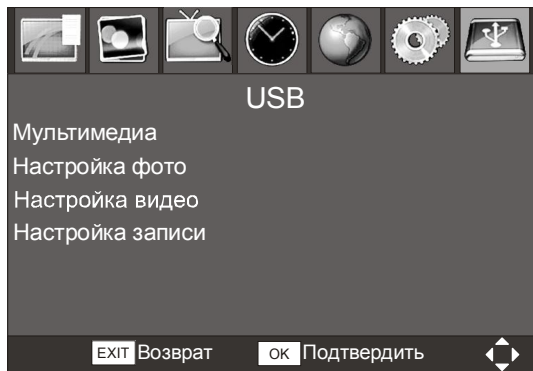 USB
Мультимедиа
Настройка фото
Настройка видео
Настройка записи
EXIT Возврат OK Подтвердить